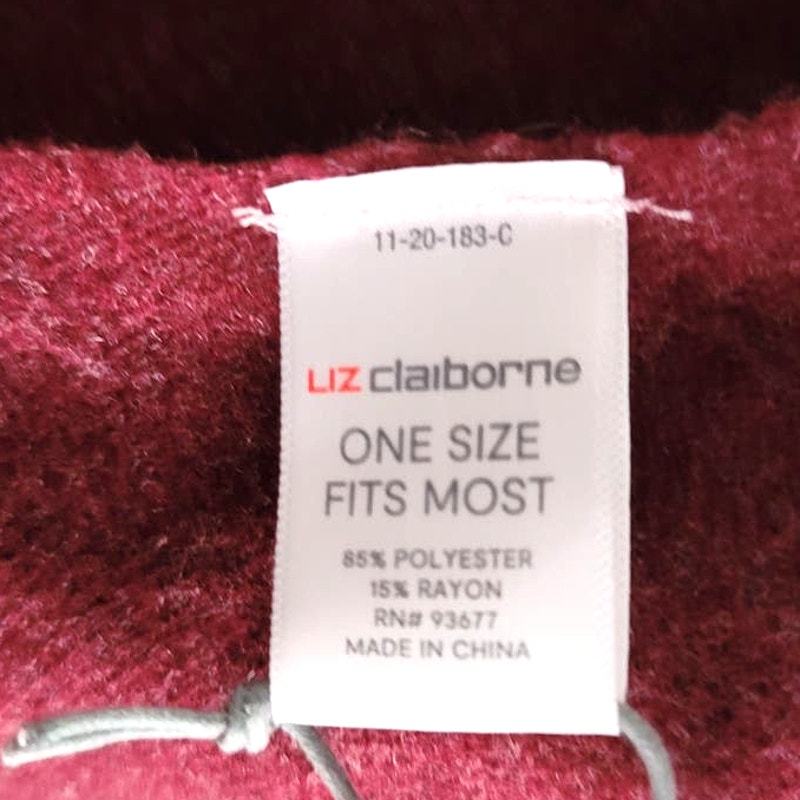 11-20-183-C
LIZ claiborne
ONE SIZE
FITS MOST
85% POLYESTER
15% RAYON
RN# 93677
MADE IN CHINA